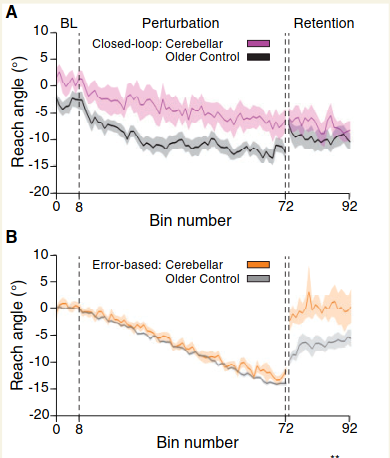 A
BL Perturbation Retention
10
Closed-loop: Cerebellar
5
Older Control
0
-5
-10
-15
-20
Reach angle (°)
0 8 72 92
Bin number
B
10
Error-based: Cerebellar
5
Older Control
0
-5
-10
-15
-20
Reach angle (°)
0 8 72 92
Bin number
**